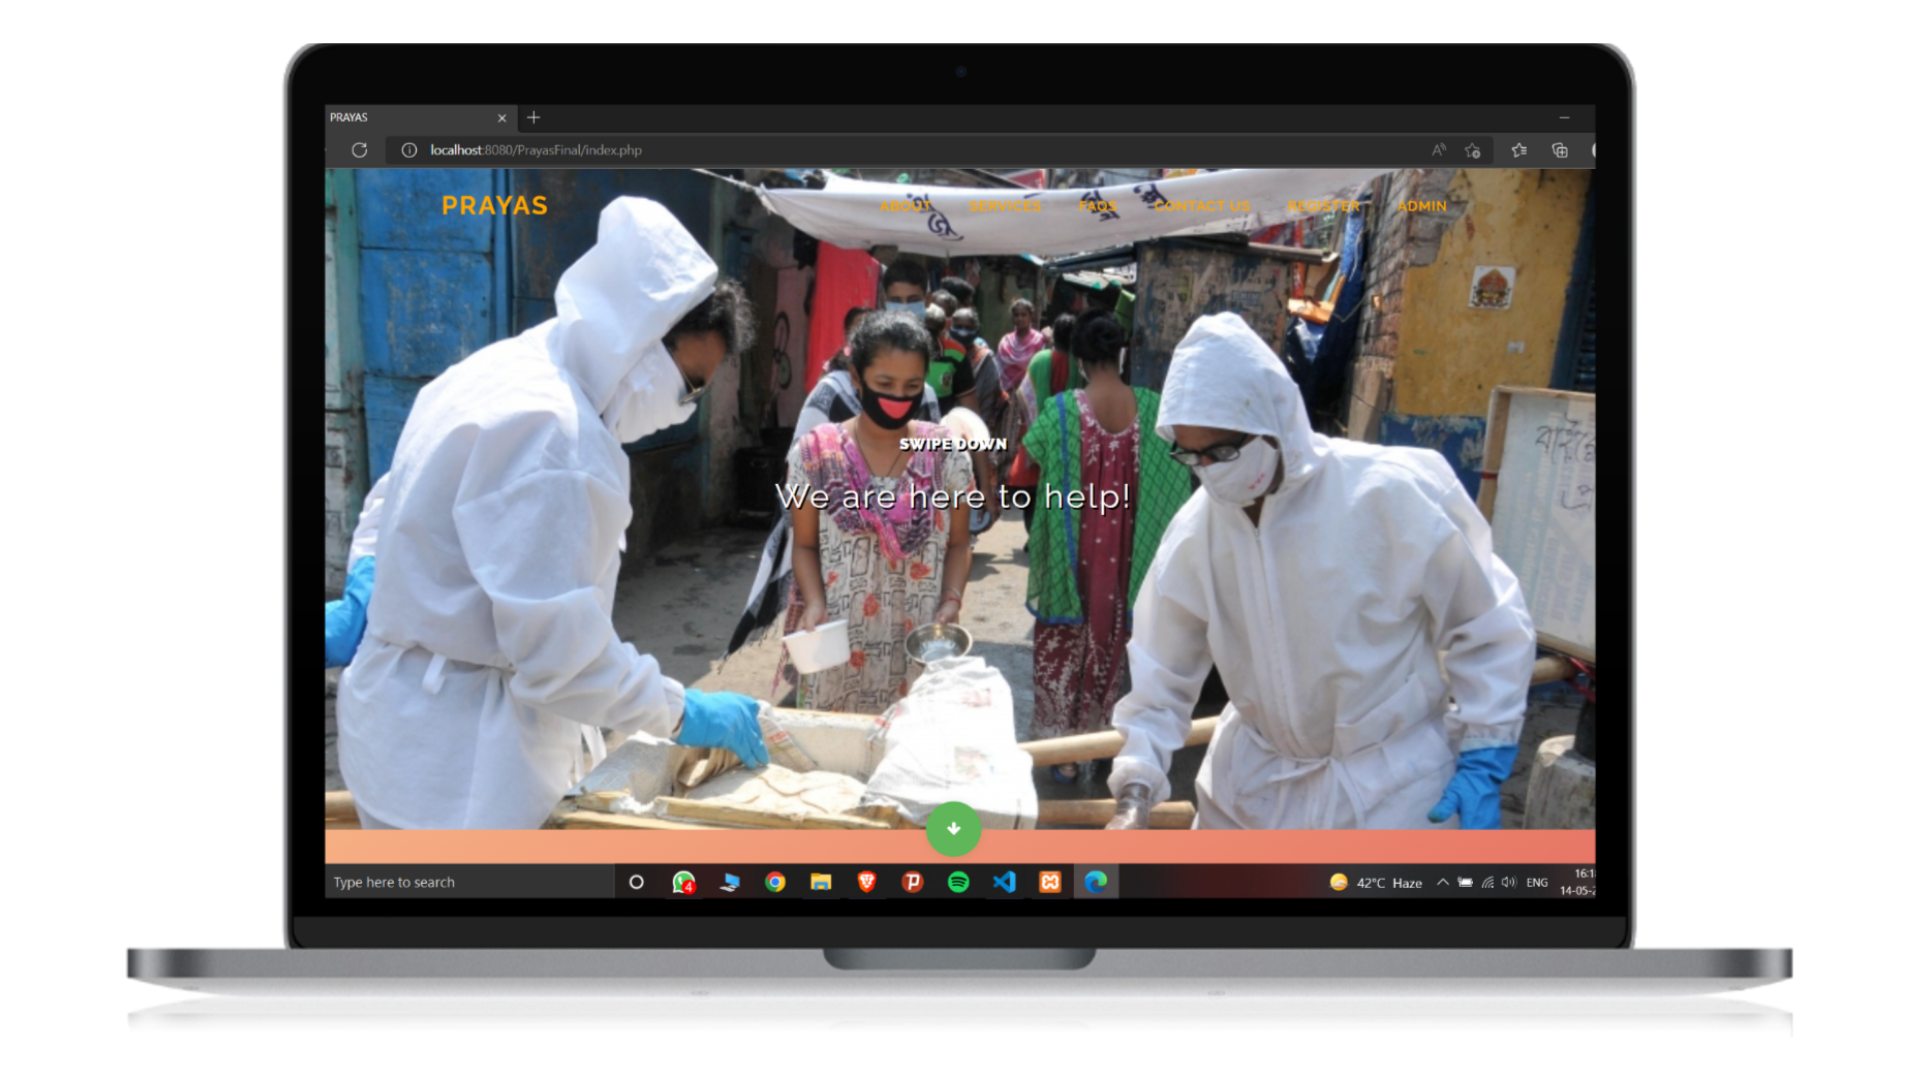 PRAYAS
localhost:8080/PrayasFinal/index.php
PRAYAS
ABOUT SERVICES FAQS CONTACT US REGISTER ADMIN
SWIPE DOWN
We are here to help!
Type here to search
4
42°C Haze
ENG
16:1
14-05-